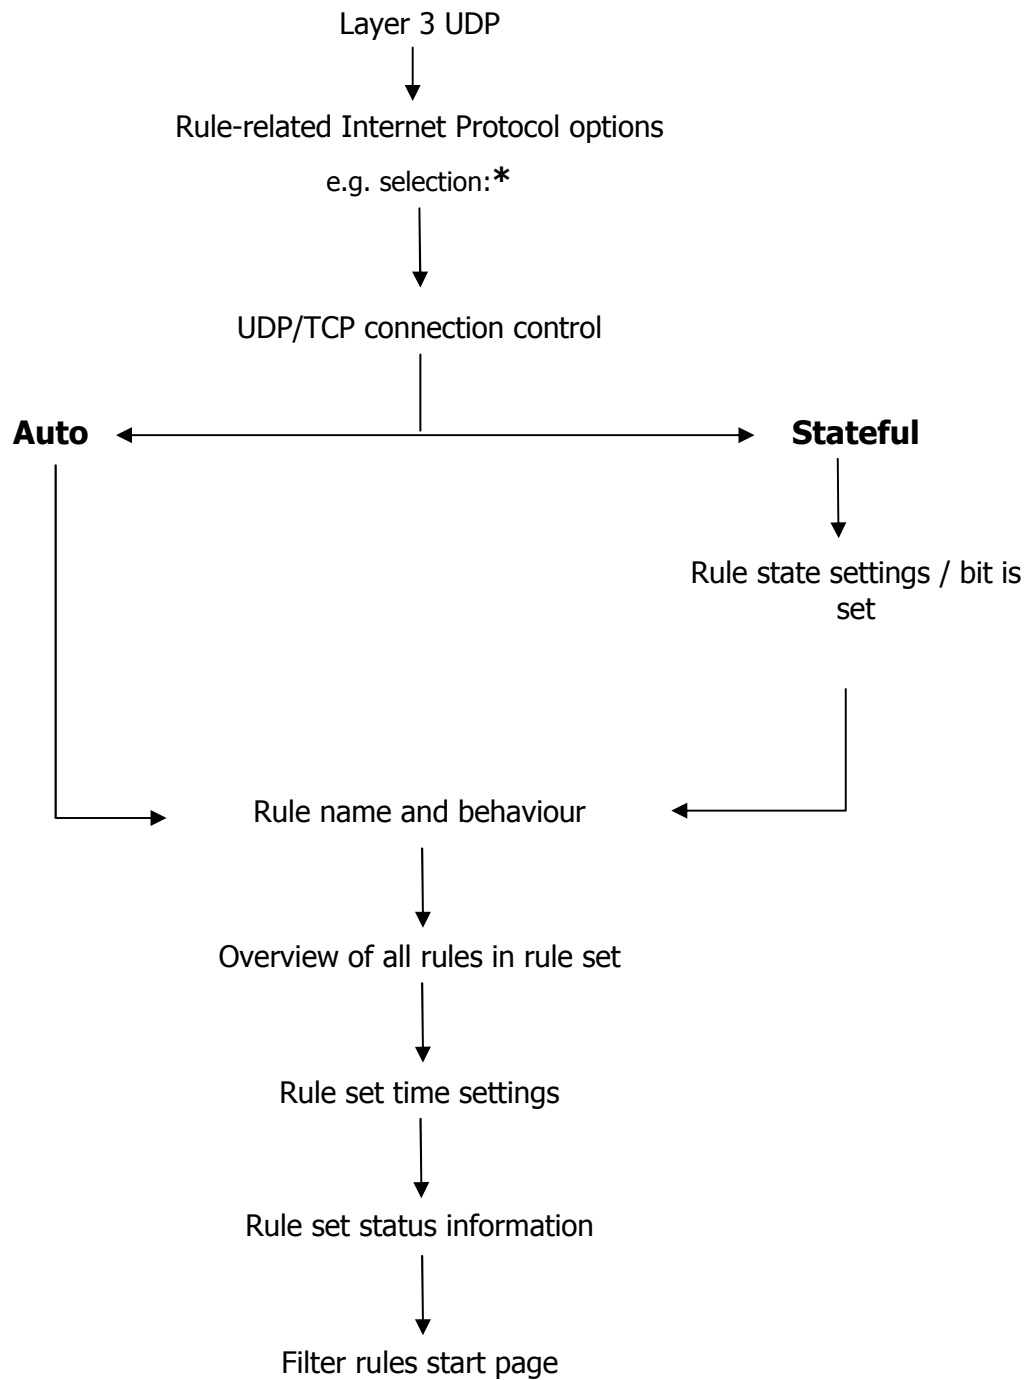 Layer 3 UDP
Rule-related Internet Protocol options
e.g. selection:*
UDP/TCP connection control
Auto
Stateful
Rule state settings / bit is
set
Rule name and behaviour
Overview of all rules in rule set
Rule set time settings
Rule set status information
Filter rules start page